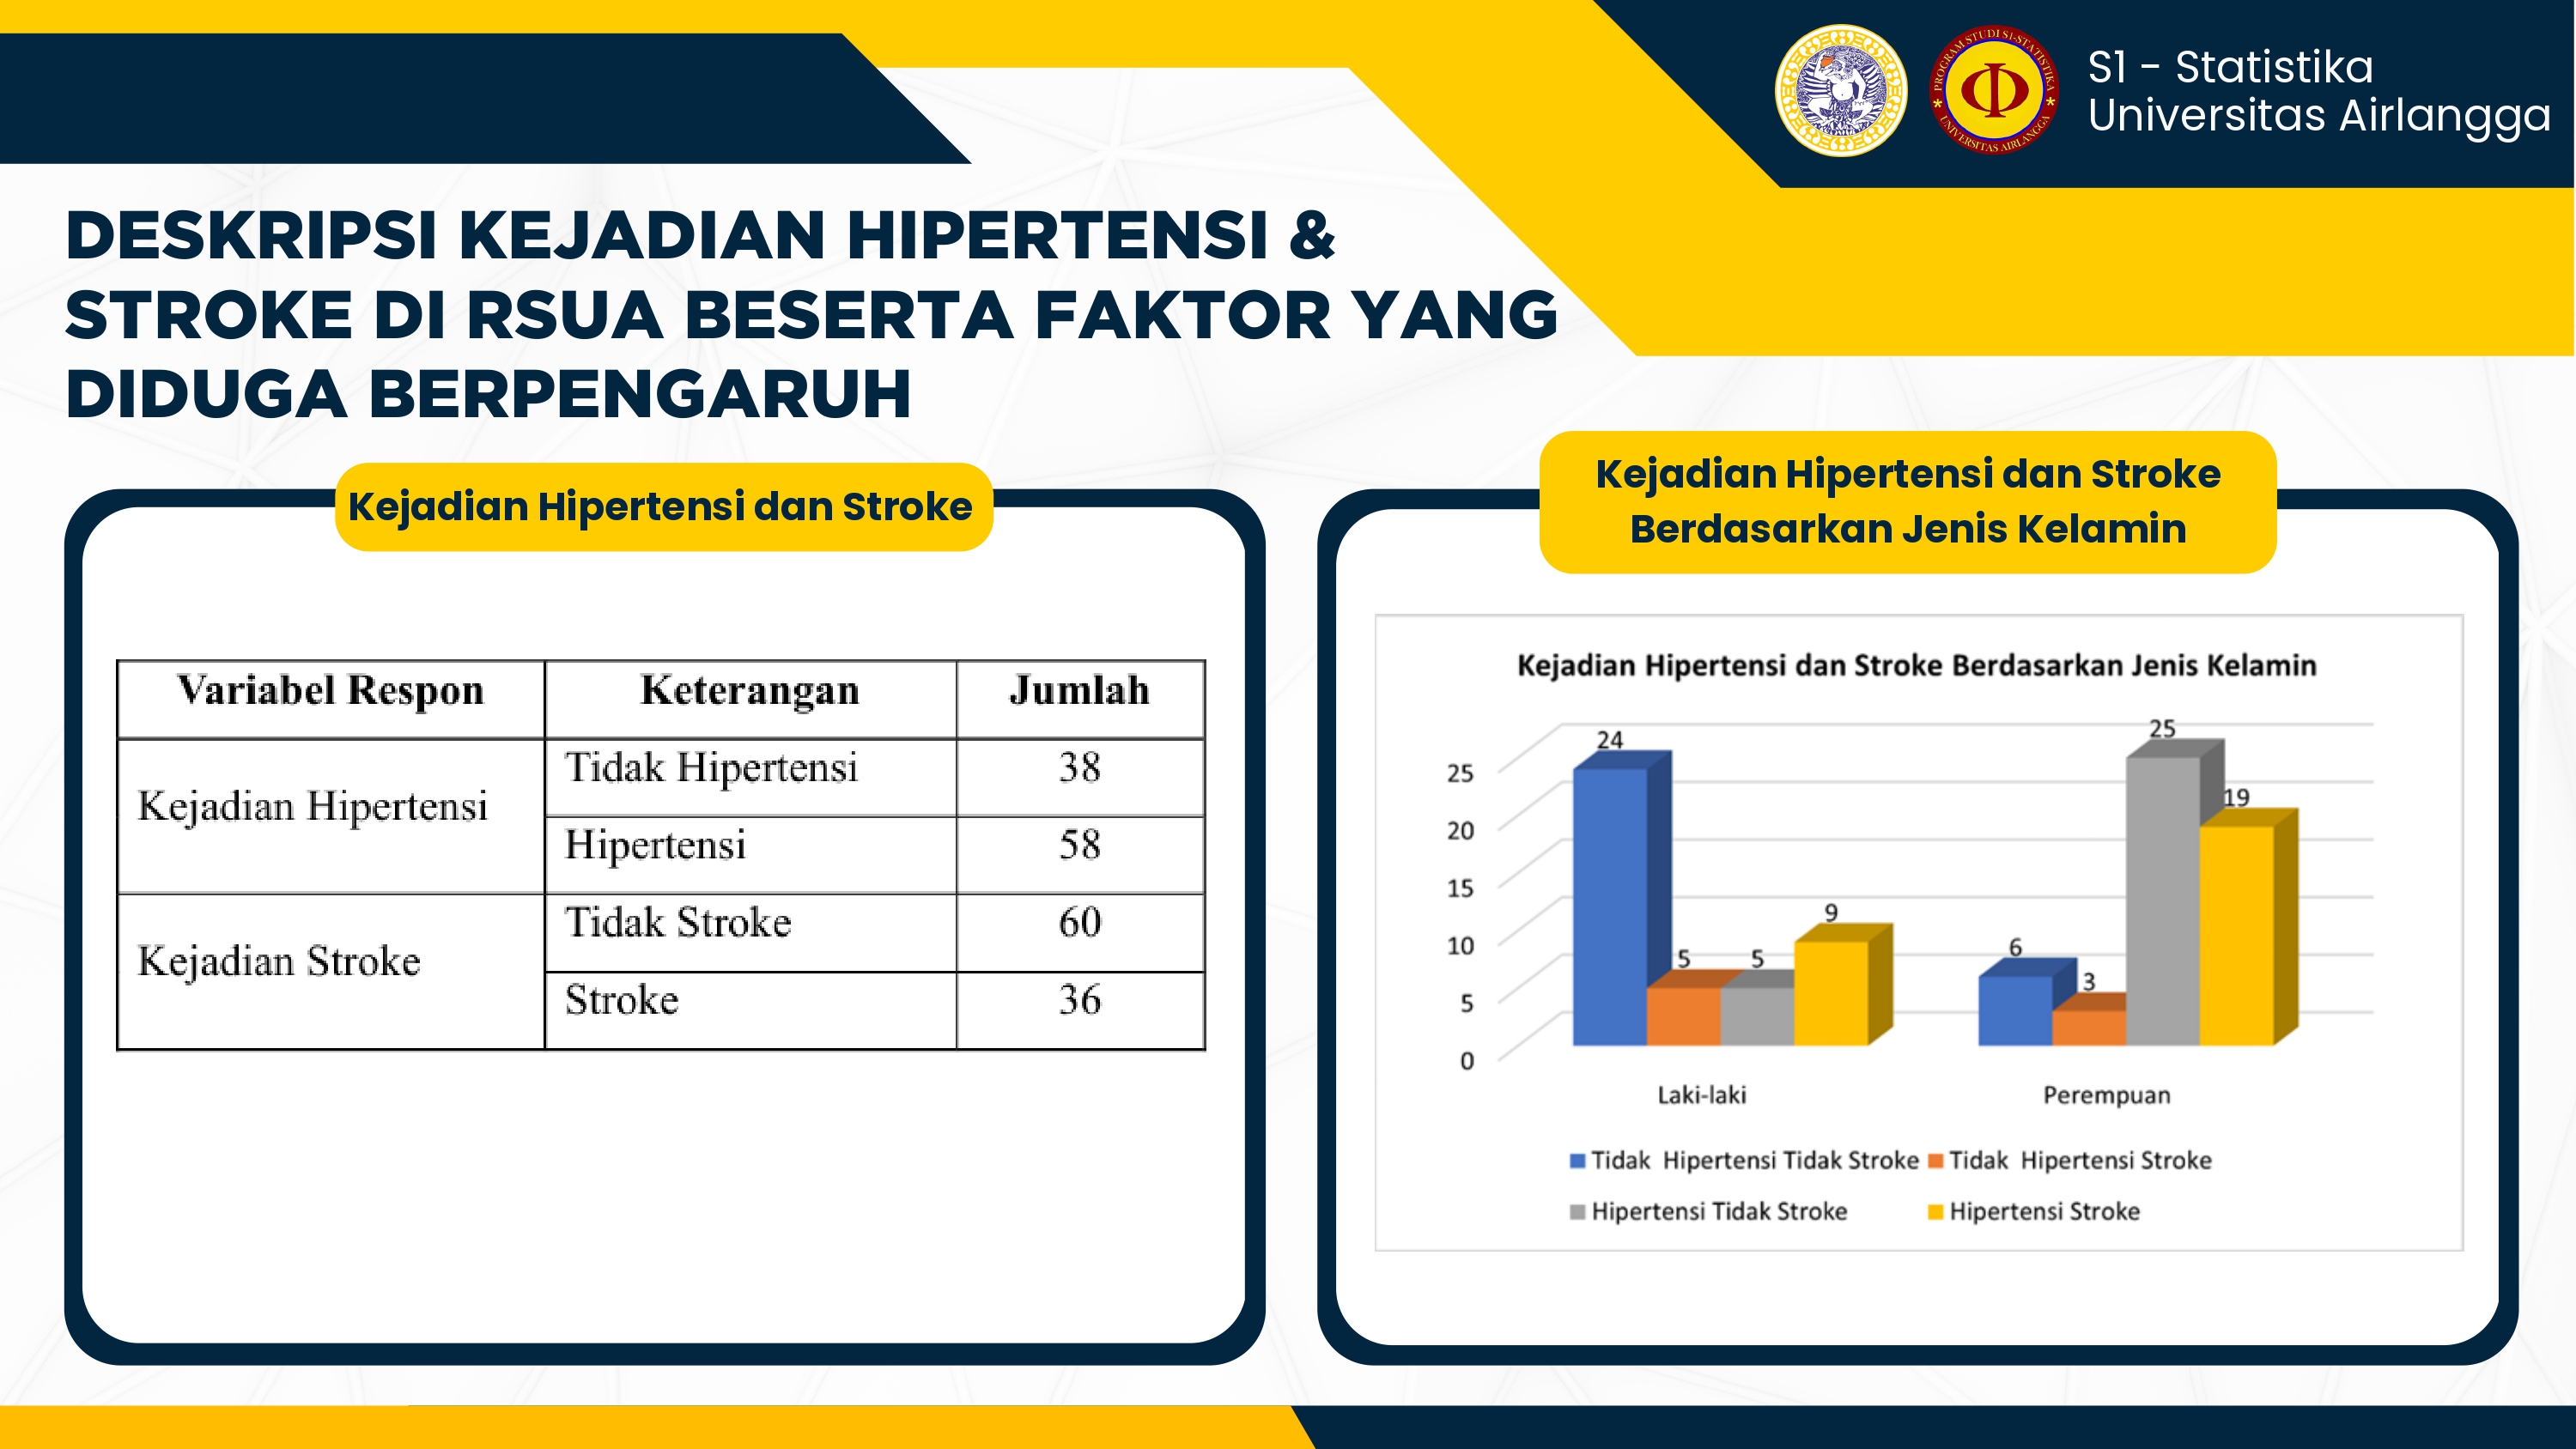 PROGRAM STUDI S1-STATISTIKA
UNIVERSITAS AIRLANGGA
S1 - Statistika
Universitas Airlangga
DESKRIPSI KEJADIAN HIPERTENSI &
STROKE DI RSUA BESERTA FAKTOR YANG
DIDUGA BERPENGARUH
Kejadian Hipertensi dan Stroke
Variabel Respon Keterangan Jumlah
Kejadian Hipertensi
Tidak Hipertensi 38
Hipertensi 58
Kejadian Stroke
Tidak Stroke 60
Stroke 36
Kejadian Hipertensi dan Stroke
Berdasarkan Jenis Kelamin
Kejadian Hipertensi dan Stroke Berdasarkan Jenis Kelamin
25
20
15
10
5
0
24
5
5
9
6
3
25
19
Laki-laki Perempuan
Tidak  Hipertensi Tidak Stroke Tidak  Hipertensi Stroke
Hipertensi Tidak Stroke Hipertensi Stroke